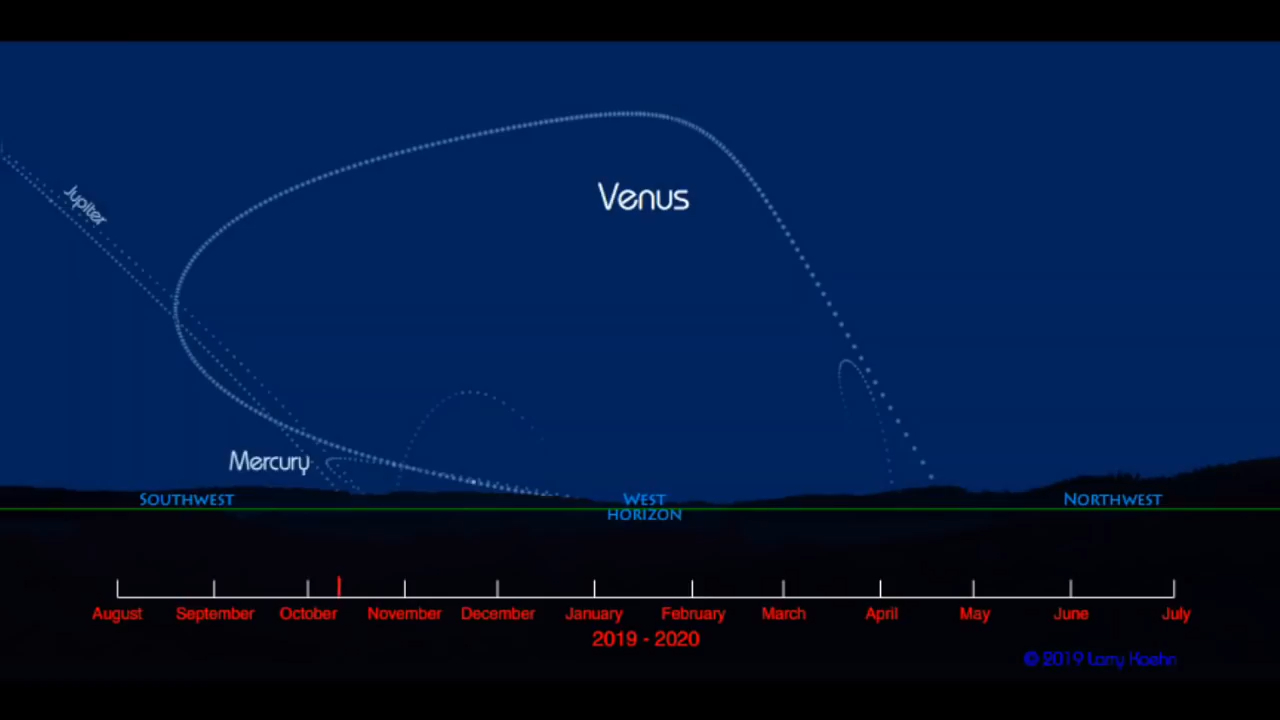 Jupiter
Venus
Mercury
SOUTHWEST
WEST
HORIZON
NORTHWEST
August September October November December January February March April May June July
2019 - 2020
© 2019 Larry Koehn